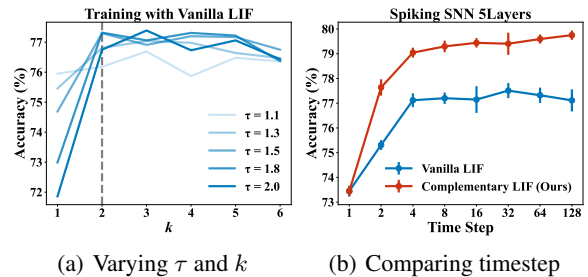 Training with Vanilla LIF
Accuracy (%)
77
76
75
74
73
72
τ = 1.1
τ = 1.3
τ = 1.5
τ = 1.8
τ = 2.0
1 2 3 4 5 6
k
(a) Varying τ and k
Spiking SNN 5Layers
Accuracy (%)
80
79
78
77
76
75
74
73
Vanilla LIF
Complementary LIF (Ours)
1 2 4 8 16 32 64 128
Time Step
(b) Comparing timestep